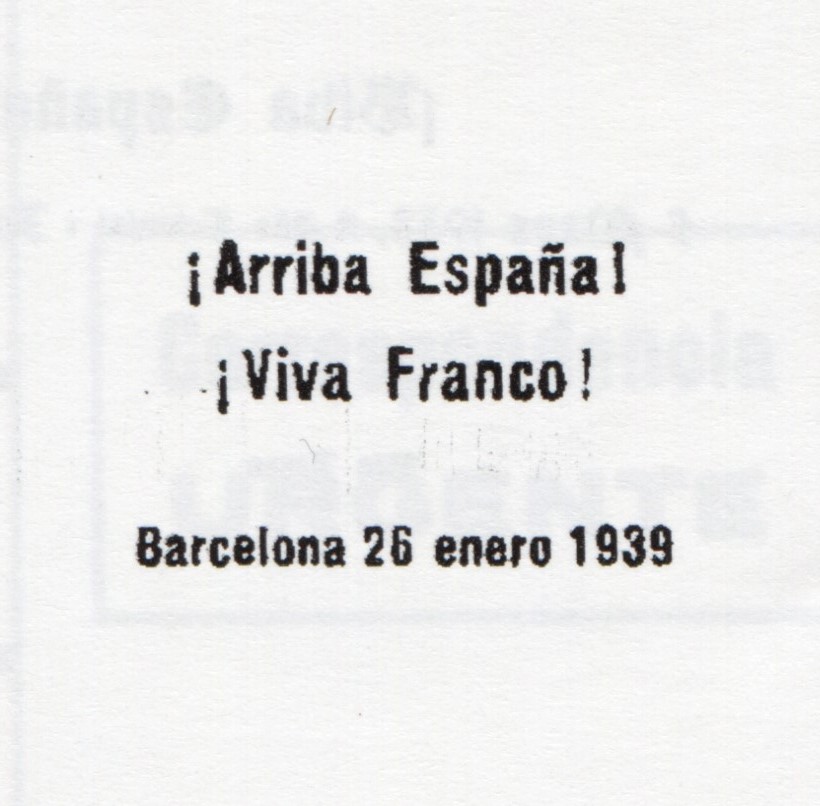 ¡Arriba España!
¡Viva Franco!
Barcelona 26 enero 1939